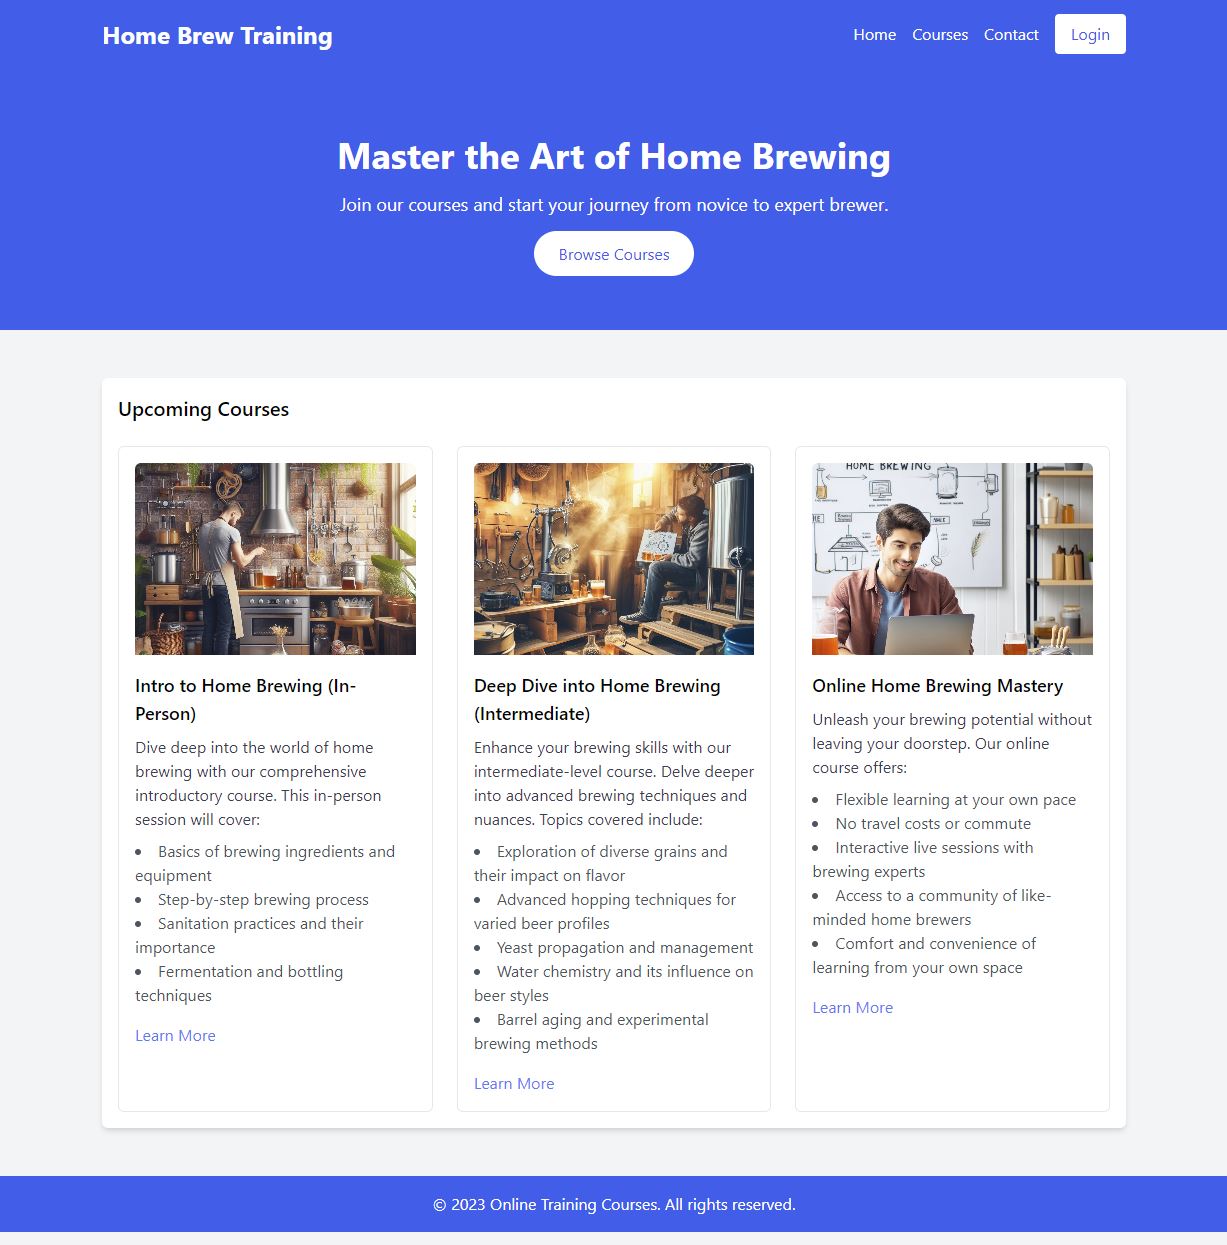 Home Brew Training
Home Courses Contact Login
Master the Art of Home Brewing
Join our courses and start your journey from novice to expert brewer.
Browse Courses
Upcoming Courses
HOME BREWING
Intro to Home Brewing (In-
Person)
Dive deep into the world of home
brewing with our comprehensive
introductory course. This in-person
session will cover:
• Basics of brewing ingredients and
equipment
• Step-by-step brewing process
• Sanitation practices and their
importance
• Fermentation and bottling
techniques
Learn More
Deep Dive into Home Brewing
(Intermediate)
Enhance your brewing skills with our
intermediate-level course. Delve deeper
into advanced brewing techniques and
nuances. Topics covered include:
• Exploration of diverse grains and
their impact on flavor
• Advanced hopping techniques for
varied beer profiles
• Yeast propagation and management
• Water chemistry and its influence on
beer styles
• Barrel aging and experimental
brewing methods
Learn More
Online Home Brewing Mastery
Unleash your brewing potential without
leaving your doorstep. Our online
course offers:
• Flexible learning at your own pace
• No travel costs or commute
• Interactive live sessions with
brewing experts
• Access to a community of like-
minded home brewers
• Comfort and convenience of
learning from your own space
Learn More
© 2023 Online Training Courses. All rights reserved.